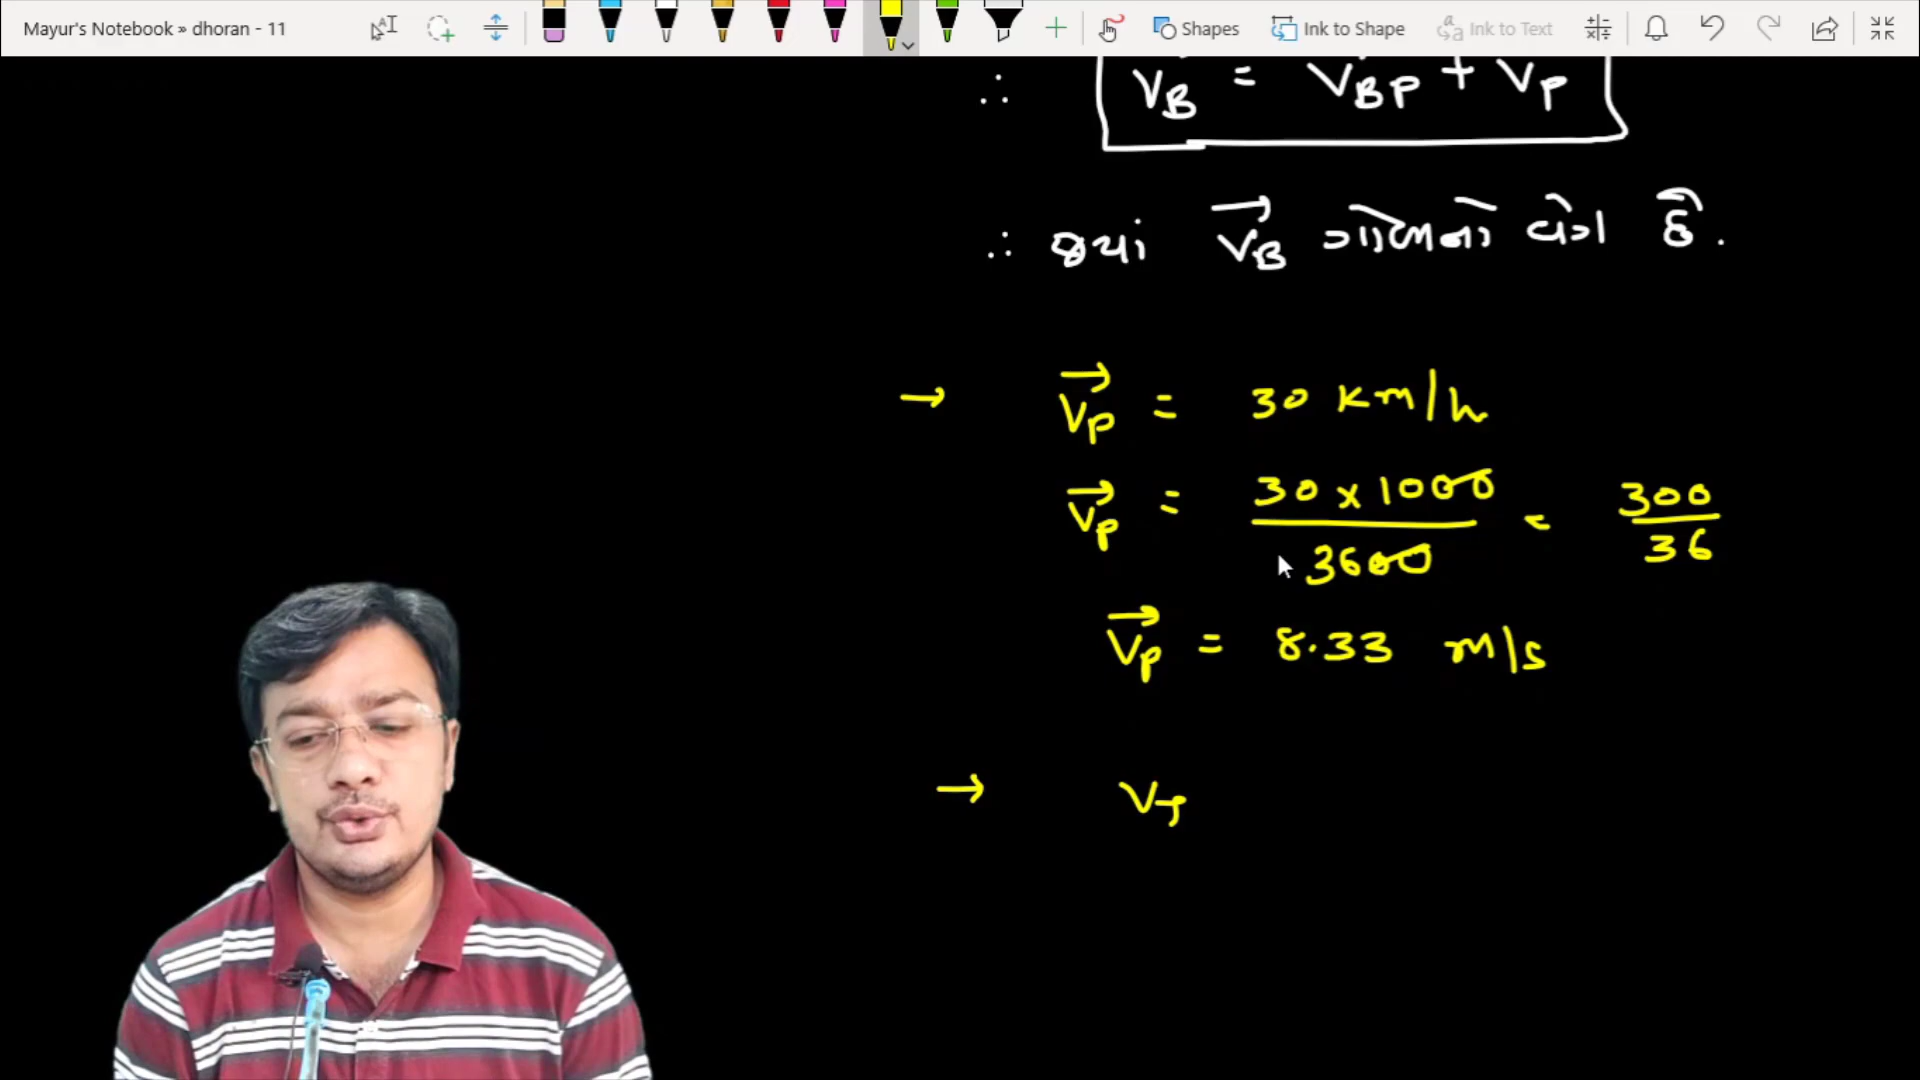 Mayur's Notebook » dhoran - 11 Shapes Ink to Shape Ink to Text
∴ VB = VBP + VP
∴ જ્યાં VB→ ગોળીનો વેગ છે.
→ VP→ = 30 km/h
VP→ = 30 x 1000 / 3600 = 300 / 36
VP→ = 8.33 m/s
→ V